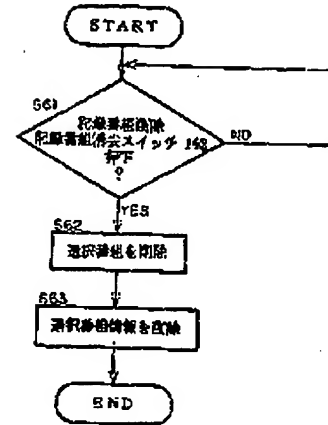 START
S61
記録番組削除
記録番組消去スイッチ 163
押下
?
NO
YES
S62
選択番組を削除
S63
選択番組情報を削除
END